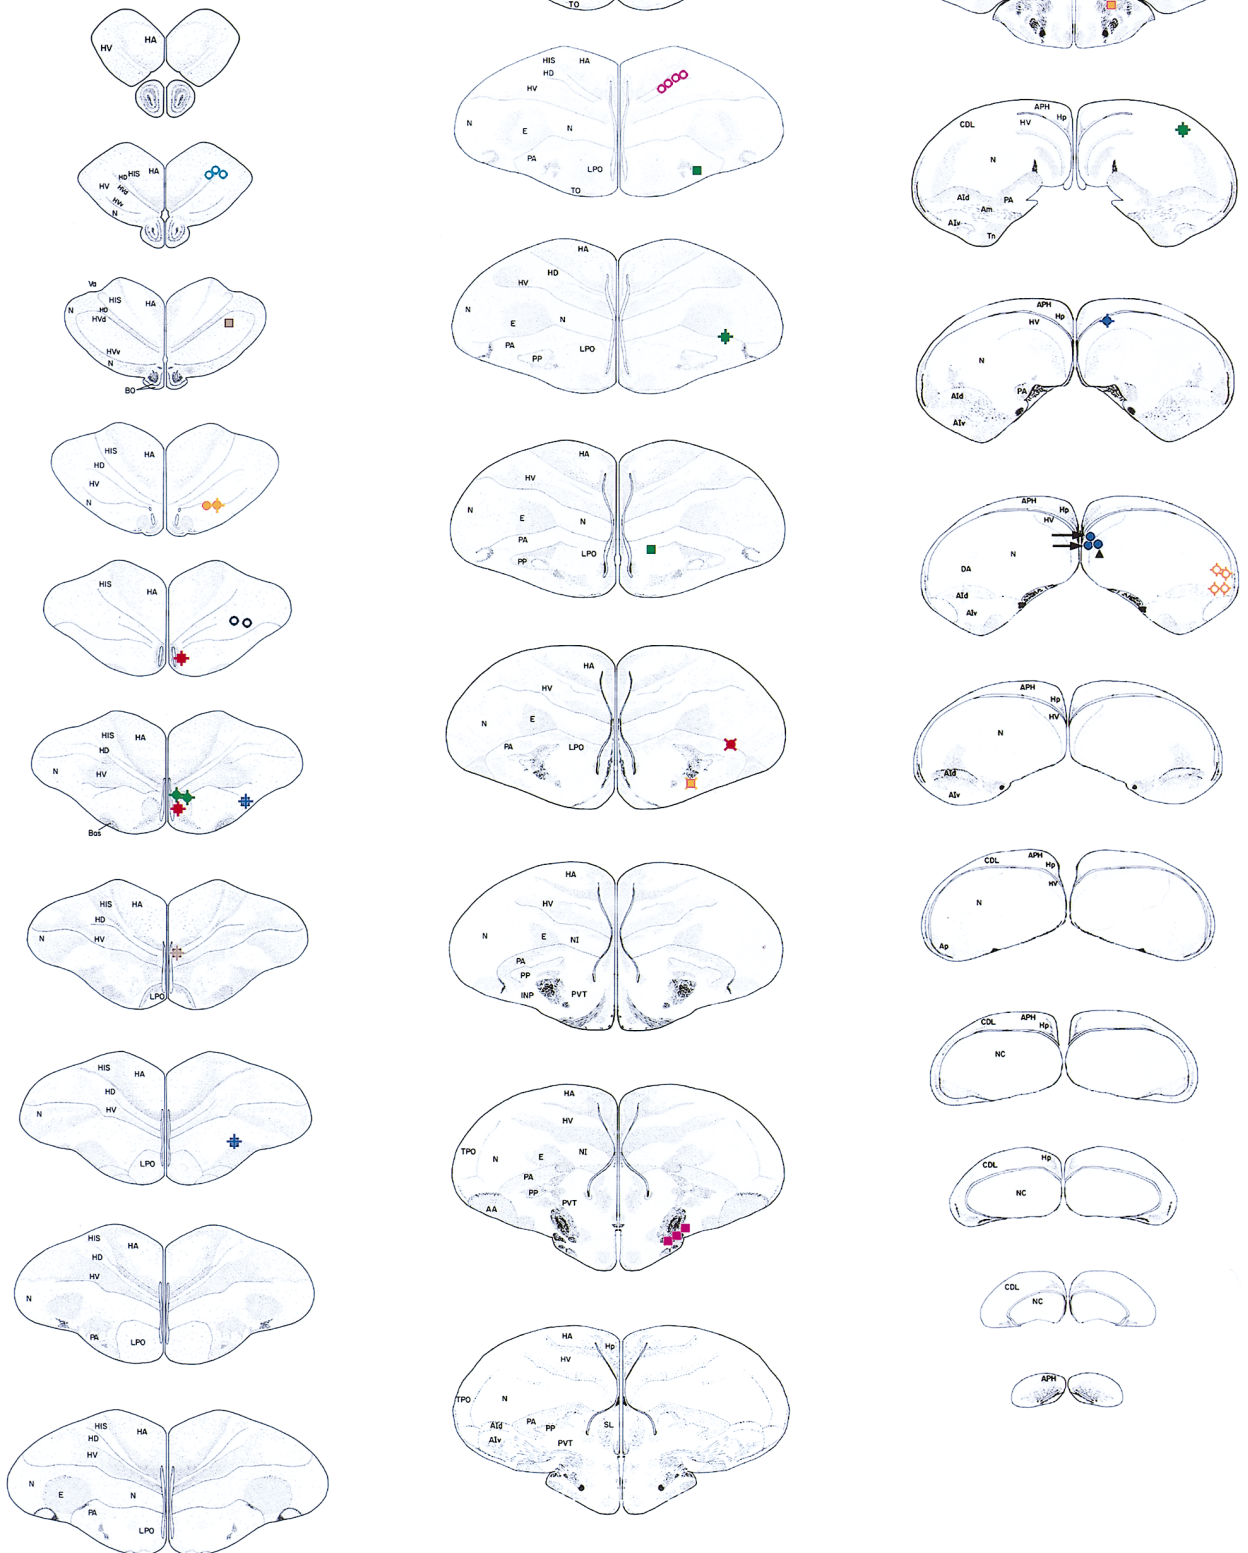 HV HA
HD HIS HA
HV HVd
HVv
N
Va
HIS HA
N HD
HVd
HVv
N
BO
HIS HA
HD
HV
N
HIS
HA
HIS HA
HD
N HV
Bas
HIS HA
HD
N HV
LPO
HIS HA
HD
N HV
LPO
HIS HA
HD
HV
N
PA LPO
HIS HA
HD
HV
N
E N
PA
LPO
TO
HIS HA
HD
HV
N E N
PA
LPO
TO
HA
HD
HV
N
E N
PA LPO
PP
HA
HV
N
E N
PA
LPO
PP
HA
HV
N E
PA LPO
HA
HV
N E NI
PA
PP
INP PVT
HA
HV
TPO N E NI
PA
PP
AA PVT
HA Hp
HV
TPO N
AId PA PP SL
AIv PVT
APH
CDL HV Hp
N
AId PA
Am
AIv
Tn
APH
Hp
HV
N
AId PA
AIv
APH
Hp
HV
N
DA
AId
AIv
APH
Hp
HV
N
AId
AIv
CDL APH
Hp
HV
N
Ap
CDL APH
Hp
NC
CDL Hp
NC
CDL
NC
APH